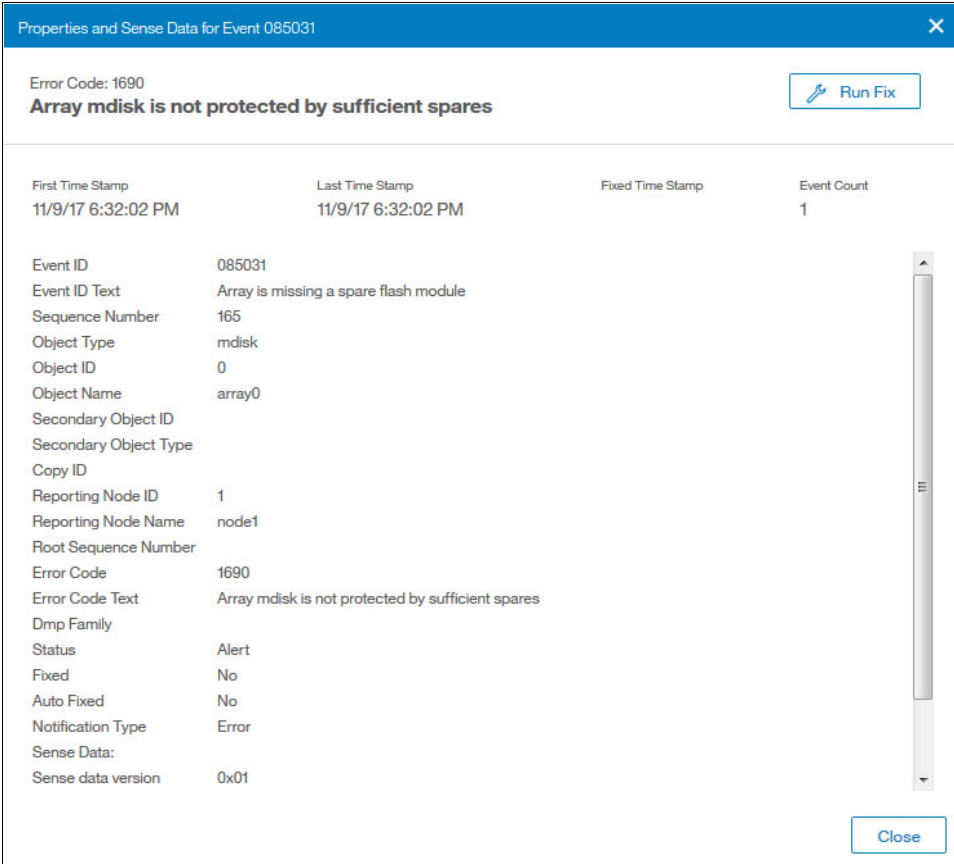 Properties and Sense Data for Event 085031
Error Code: 1690
Array mdisk is not protected by sufficient spares
Run Fix
First Time Stamp Last Time Stamp Fixed Time Stamp Event Count
11/9/17 6:32:02 PM 11/9/17 6:32:02 PM 1
Event ID 085031
Event ID Text Array is missing a spare flash module
Sequence Number 165
Object Type mdisk
Object ID 0
Object Name array0
Secondary Object ID
Secondary Object Type
Copy ID
Reporting Node ID 1
Reporting Node Name node1
Root Sequence Number
Error Code 1690
Error Code Text Array mdisk is not protected by sufficient spares
Dmp Family
Status Alert
Fixed No
Auto Fixed No
Notification Type Error
Sense Data:
Sense data version 0x01
Close